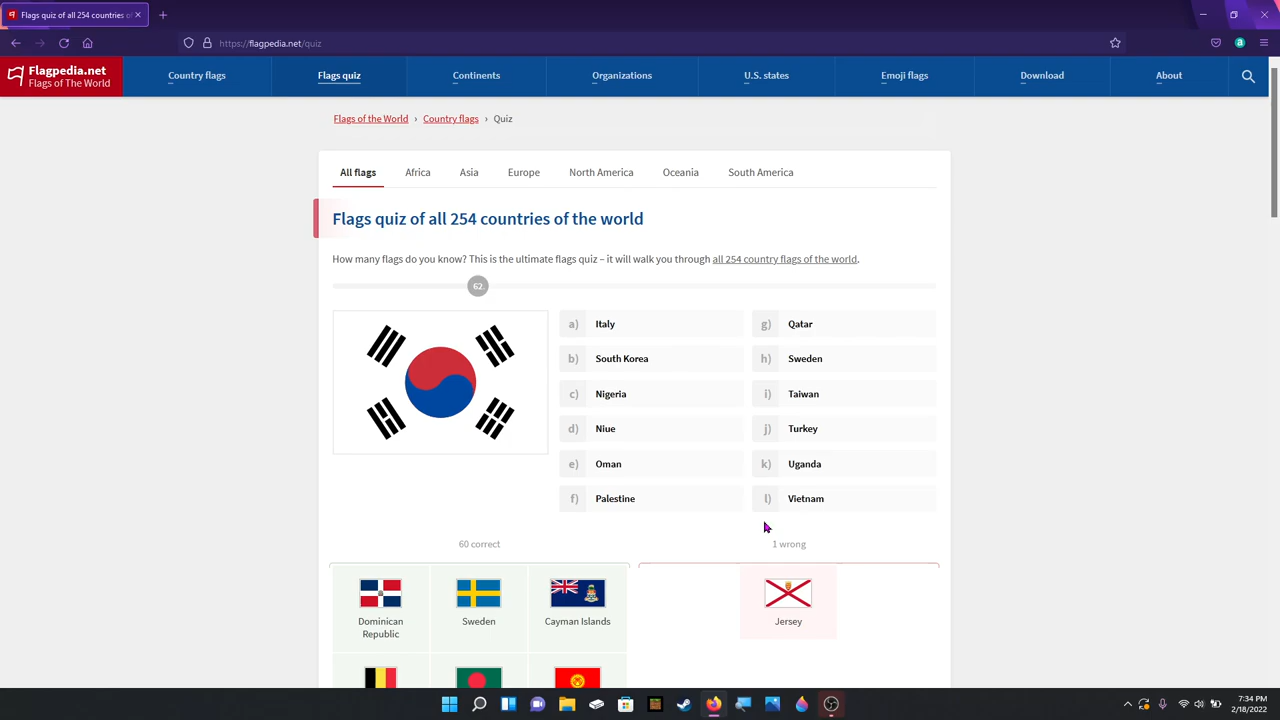 Flags quiz of all 254 countries of
https://flagpedia.net/quiz
Flagpedia.net
Flags of The World
Country flags
Flags quiz
Continents
Organizations
U.S. states
Emoji flags
Download
About
Flags of the World › Country flags › Quiz
All flags
Africa
Asia
Europe
North America
Oceania
South America
Flags quiz of all 254 countries of the world
How many flags do you know? This is the ultimate flags quiz – it will walk you through all 254 country flags of the world.
62.
a) Italy
b) South Korea
c) Nigeria
d) Niue
e) Oman
f) Palestine
g) Qatar
h) Sweden
i) Taiwan
j) Turkey
k) Uganda
l) Vietnam
60 correct
1 wrong
Dominican
Republic
Sweden
Cayman Islands
Jersey
7:34 PM
2/18/2022